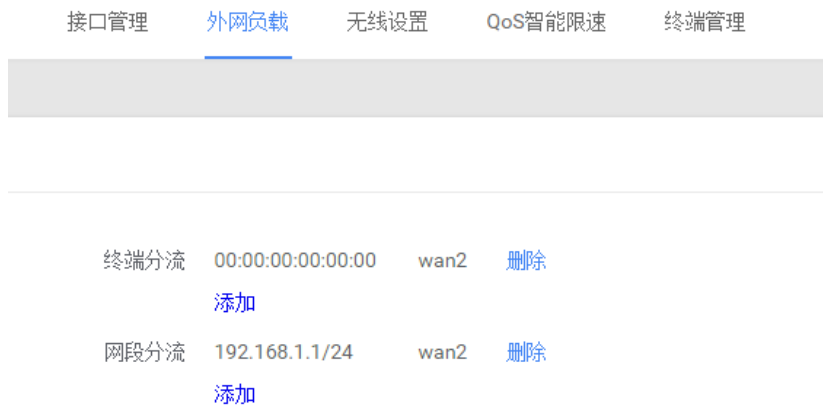 接口管理 外网负载 无线设置 QoS智能限速 终端管理
终端分流 00:00:00:00:00:00 wan2 删除
添加
网段分流 192.168.1.1/24 wan2 删除
添加